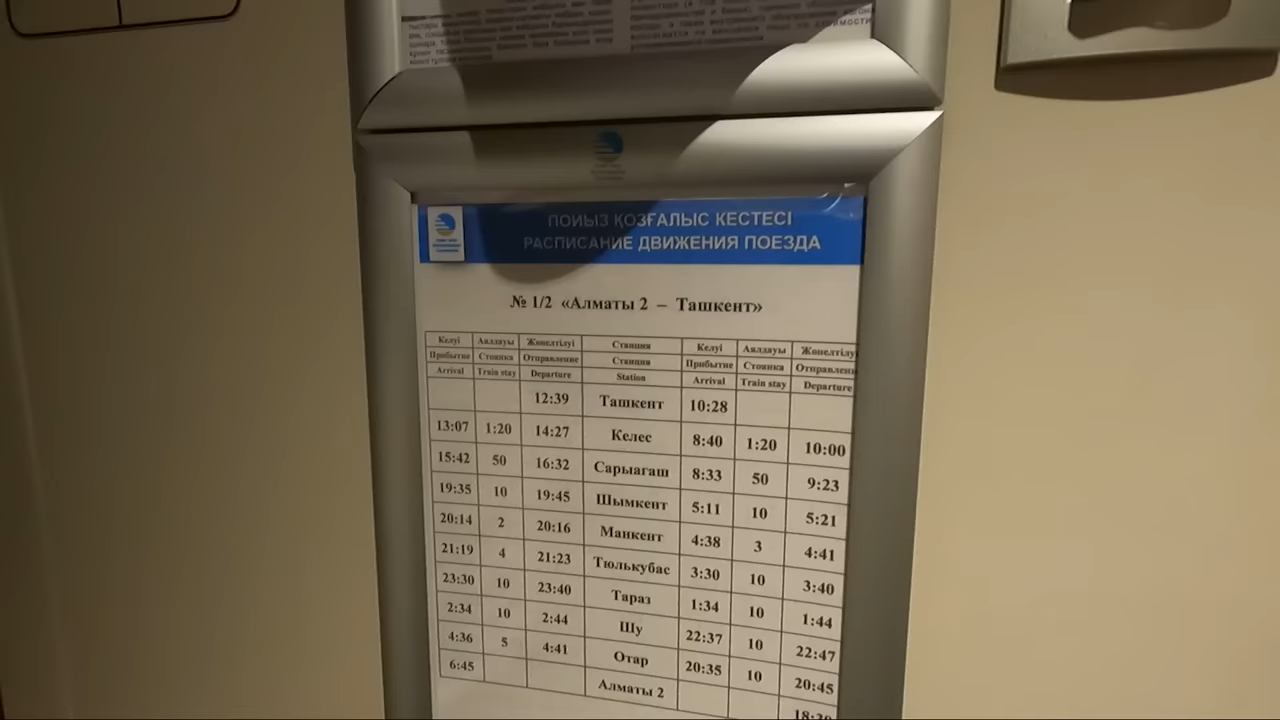 ПОЙЫЗ ҚОЗҒАЛЫС КЕСТЕСІ
РАСПИСАНИЕ ДВИЖЕНИЯ ПОЕЗДА
№ 1/2 «Алматы 2 – Ташкент»
Келуі Аялдауы Жөнелтілуі Станция Келуі Аялдауы Жөнелтілуі
Прибытие Стоянка Отправление Станция Прибытие Стоянка Отправлени
Arrival Train stay Departure Station Arrival Train stay Departure
12:39 Ташкент 10:28
13:07 1:20 14:27 Келес 8:40 1:20 10:00
15:42 50 16:32 Сарыагаш 8:33 50 9:23
19:35 10 19:45 Шымкент 5:11 10 5:21
20:14 2 20:16 Манкент 4:38 3 4:41
21:19 4 21:23 Тюлькубас 3:30 10 3:40
23:30 10 23:40 Тараз 1:34 10 1:44
2:34 10 2:44 Шу 22:37 10 22:47
4:36 5 4:41 Отар 20:35 10 20:45
6:45 Алматы 2